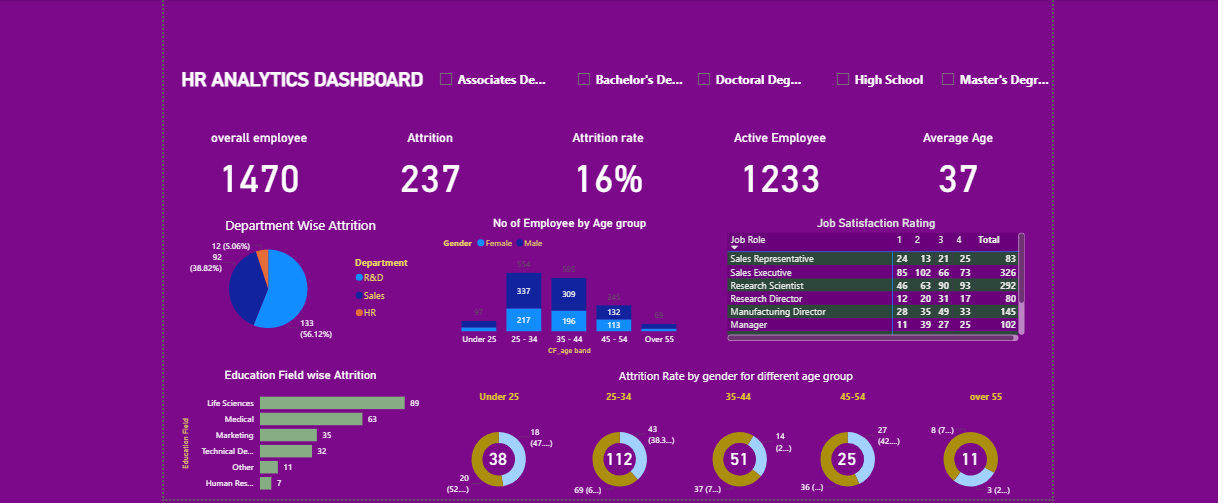 HR ANALYTICS DASHBOARD
Associates De...
Bachelor's De...
Doctoral Deg...
High School
Master's Degr...
overall employee
1470
Attrition
237
Attrition rate
16%
Active Employee
1233
Average Age
37
Department Wise Attrition
12 (5.06%)
92
(38.82%)
133
(56.12%)
Department
R&D
Sales
HR
No of Employee by Age group
Gender Female Male
97
554
505
245
69
337
309
132
217
196
113
Under 25
25 - 34
35 - 44
45 - 54
Over 55
CF_age band
Job Satisfaction Rating
Job Role 1 2 3 4 Total
Sales Representative 24 13 21 25 83
Sales Executive 85 102 66 73 326
Research Scientist 46 63 90 93 292
Research Director 12 20 31 17 80
Manufacturing Director 28 35 49 33 145
Manager 11 39 27 25 102
Education Field wise Attrition
Education Field
Life Sciences 89
Medical 63
Marketing 35
Technical De... 32
Other 11
Human Res... 7
Attrition Rate by gender for different age group
Under 25
18
(47....)
38
20
(52....)
25-34
43
(38.3...)
112
69 (6...)
35-44
14
(2...)
51
37 (7...)
45-54
27
(42....)
25
36 (...)
over 55
8 (7...)
11
3 (2...)